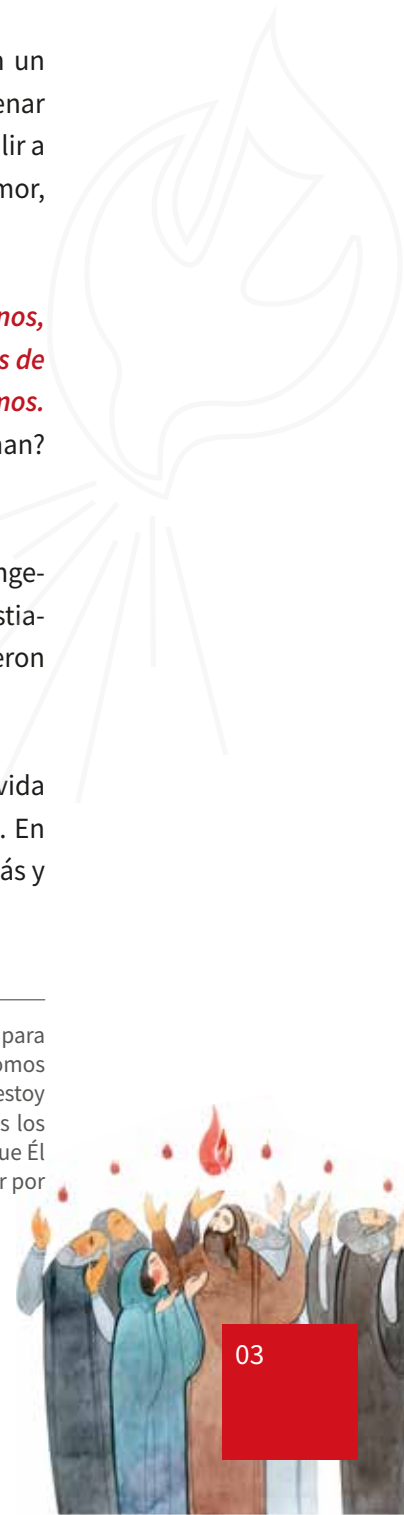 n un
enar
lir a
mor,
nos,
s de
nos.
nan?
nge-
stia-
eron
vida
. En
ás y
para
omos
estoy
s los
ue Él
r por
03